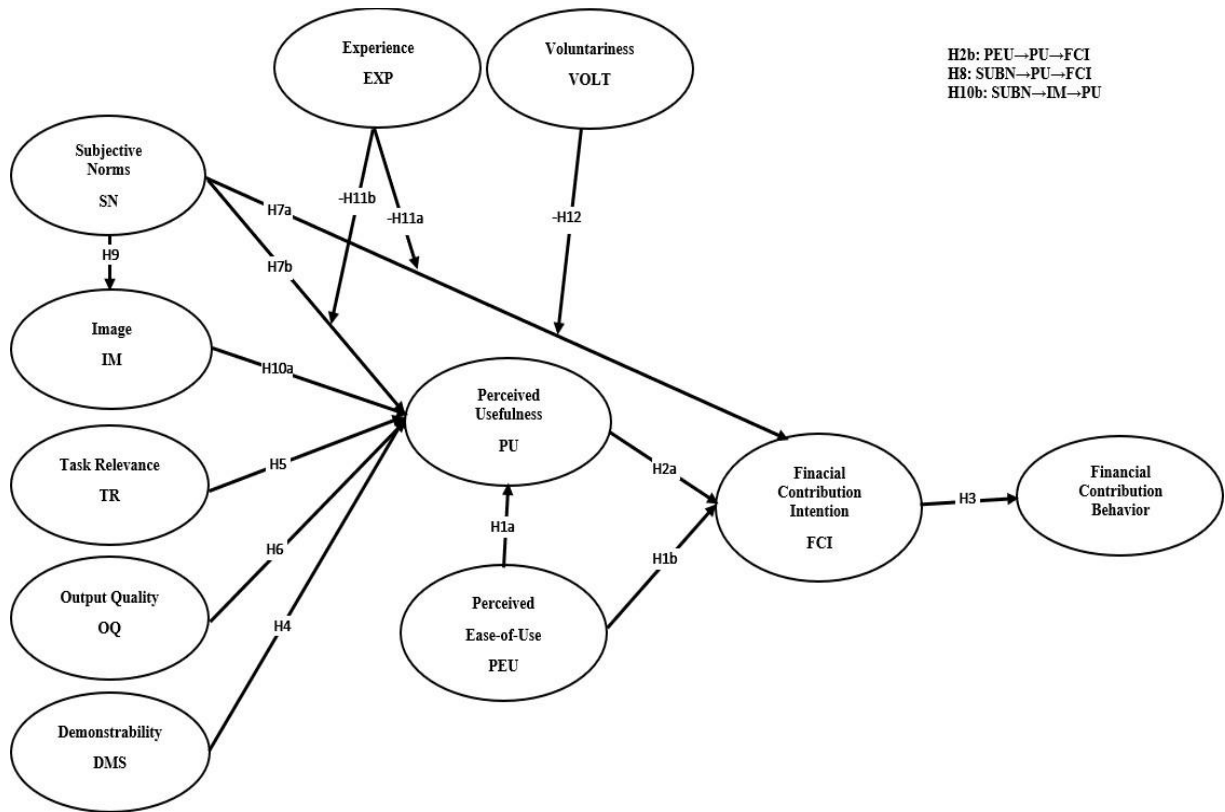 Experience
EXP
Voluntariness
VOLT
H2b: PEU→PU→FCI
H8: SUBN→PU→FCI
H10b: SUBN→IM→PU
Subjective
Norms
SN
-H11b
-H11a
H7a
-H12
H9
H7b
Image
IM
H10a
Perceived
Usefulness
PU
Task Relevance
TR
H5
H2a
Finacial
Contribution
Intention
FCI
H3
Financial
Contribution
Behavior
H1a
H1b
H6
Output Quality
OQ
H4
Perceived
Ease-of-Use
PEU
Demonstrability
DMS